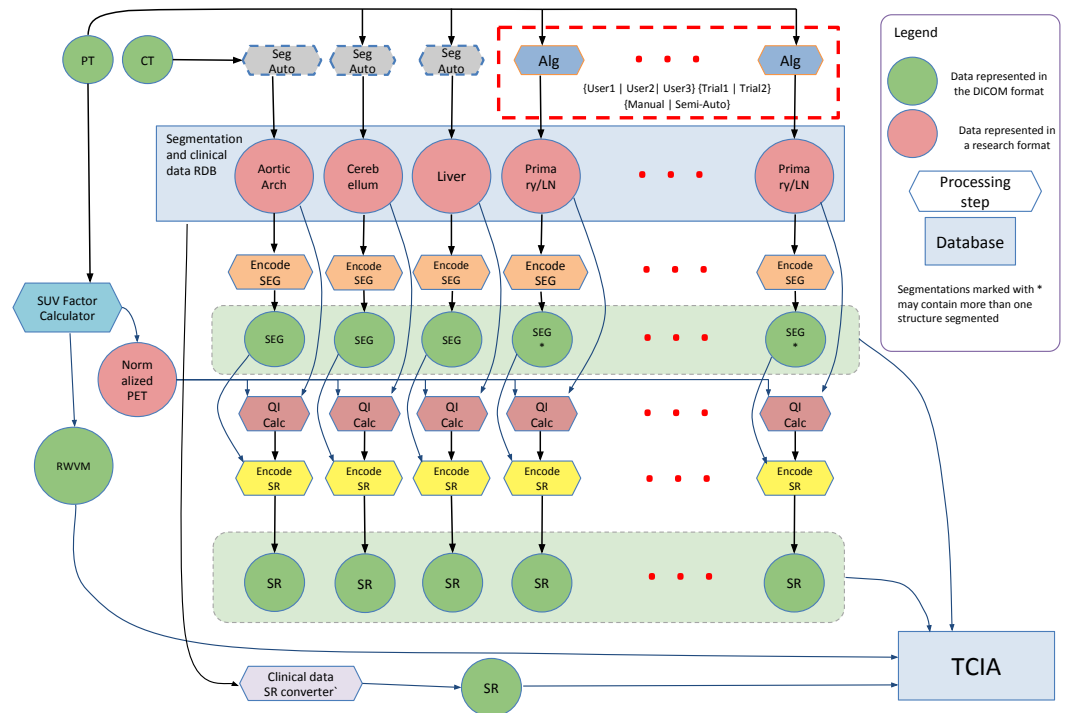 PT
CT
Seg
Auto
Seg
Auto
Seg
Auto
Alg
Alg
{User1 | User2| User3} {Trial1 | Trial2}
{Manual | Semi-Auto}
Segmentation
and clinical
data RDB
Aortic
Arch
Cereb
ellum
Liver
Prima
ry/LN
Prima
ry/LN
Encode
SEG
Encode
SEG
Encode
SEG
Encode
SEG
Encode
SEG
SUV Factor
Calculator
SEG
SEG
SEG
SEG
*
SEG
*
Norm
alized
PET
QI
Calc
QI
Calc
QI
Calc
QI
Calc
QI
Calc
RWVM
Encode
SR
Encode
SR
Encode
SR
Encode
SR
Encode
SR
SR
SR
SR
SR
SR
Clinical data
SR converter`
SR
TCIA
Legend
Data represented in
the DICOM format
Data represented in
a research format
Processing
step
Database
Segmentations marked with *
may contain more than one
structure segmented